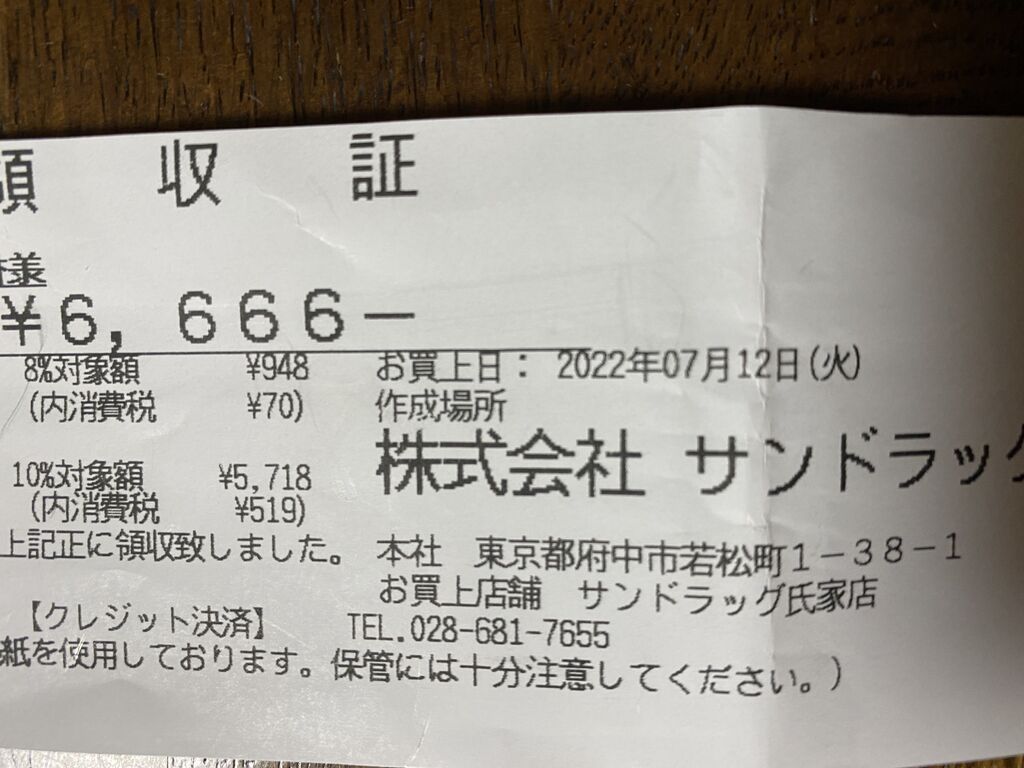 領 収 証
様
¥6,666-
8%対象額 ¥948
(内消費税 ¥70)
10%対象額 ¥5,718
(内消費税 ¥519)
上記正に領収致しました。
【クレジット決済】
お買上日： 2022年07月12日(火)
作成場所
株式会社 サンドラッグ
本社 東京都府中市若松町１－３８－１
お買上店舗 サンドラッグ氏家店
TEL.028-681-7655
紙を使用しております。保管には十分注意してください。)